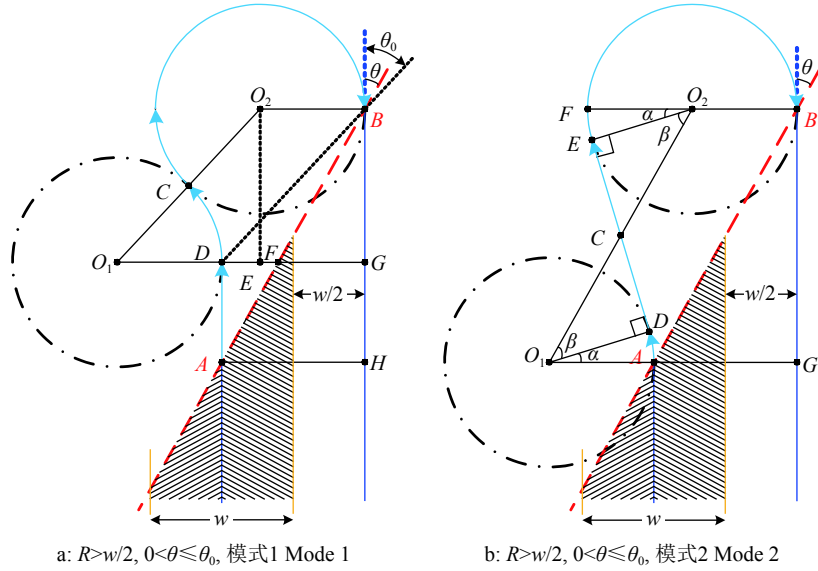 θ₀
θ
O₂
B
C
O₁
D
F
E
G
w/2
A
H
w
a: R>w/2, 0<θ≤θ₀, 模式1 Mode 1
θ
F
α
O₂
B
E
β
C
w/2
D
O₁
β
α
A
G
w
b: R>w/2, 0<θ≤θ₀, 模式2 Mode 2